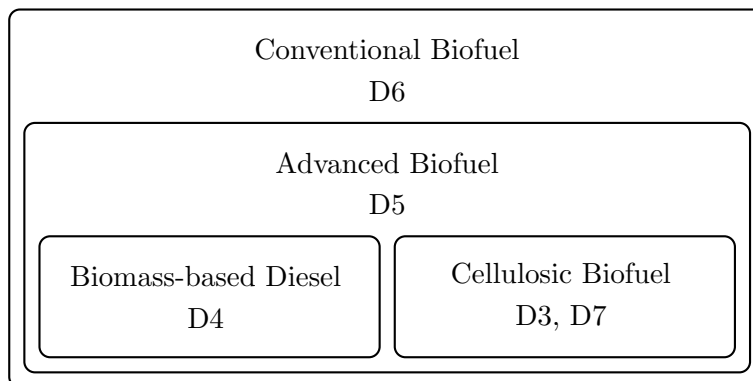 Conventional Biofuel
D6
Advanced Biofuel
D5
Biomass-based Diesel
D4
Cellulosic Biofuel
D3, D7